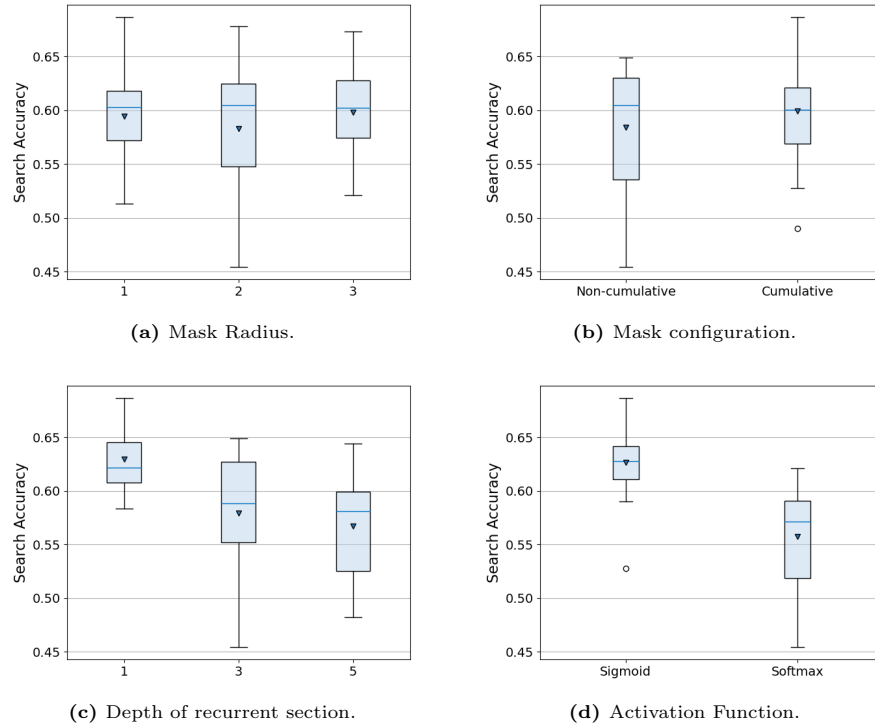 Search Accuracy
0.65
0.60
0.55
0.50
0.45
1 2 3
(a) Mask Radius.
Search Accuracy
0.65
0.60
0.55
0.50
0.45
Non-cumulative Cumulative
(b) Mask configuration.
Search Accuracy
0.65
0.60
0.55
0.50
0.45
1 3 5
(c) Depth of recurrent section.
Search Accuracy
0.65
0.60
0.55
0.50
0.45
Sigmoid Softmax
(d) Activation Function.